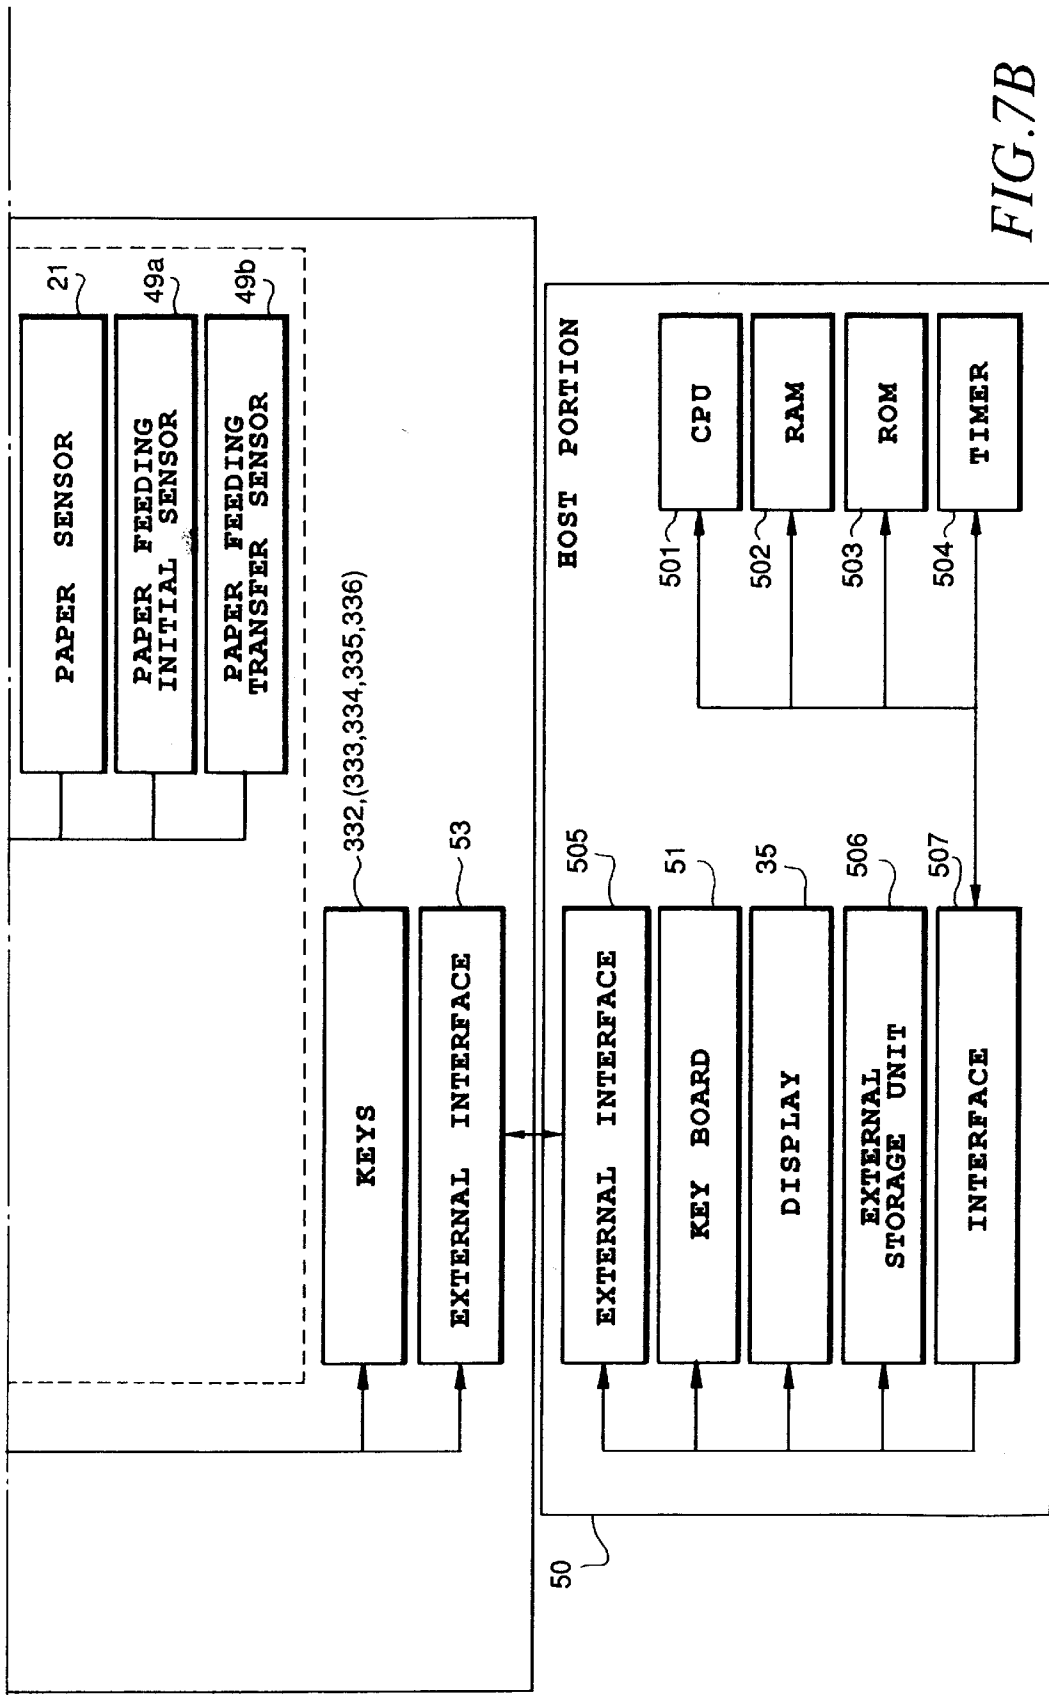 21
PAPER SENSOR
49a
PAPER FEEDING
INITIAL SENSOR
49b
PAPER FEEDING
TRANSFER SENSOR
332,(333,334,335,336)
KEYS
53
EXTERNAL INTERFACE
HOST PORTION
50
505
EXTERNAL INTERFACE
51
KEY BOARD
35
DISPLAY
506
EXTERNAL
STORAGE UNIT
507
INTERFACE
501
CPU
502
RAM
503
ROM
504
TIMER
FIG.7B